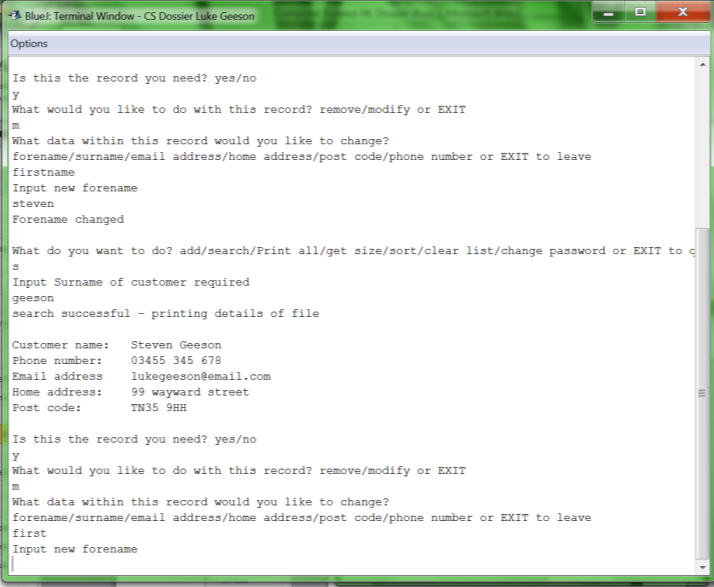 BlueJ: Terminal Window - CS Dossier Luke Geeson
Options
Is this the record you need? yes/no
y
What would you like to do with this record? remove/modify or EXIT
m
What data within this record would you like to change?
forename/surname/email address/home address/post code/phone number or EXIT to leave
firstname
Input new forename
steven
Forename changed
What do you want to do? add/search/Print all/get size/sort/clear list/change password or EXIT to q
s
Input Surname of customer required
geeson
search successful - printing details of file
Customer name: Steven Geeson
Phone number: 03455 345 678
Email address lukegeeson@email.com
Home address: 99 wayward street
Post code: TN35 9HH
Is this the record you need? yes/no
y
What would you like to do with this record? remove/modify or EXIT
m
What data within this record would you like to change?
forename/surname/email address/home address/post code/phone number or EXIT to leave
first
Input new forename